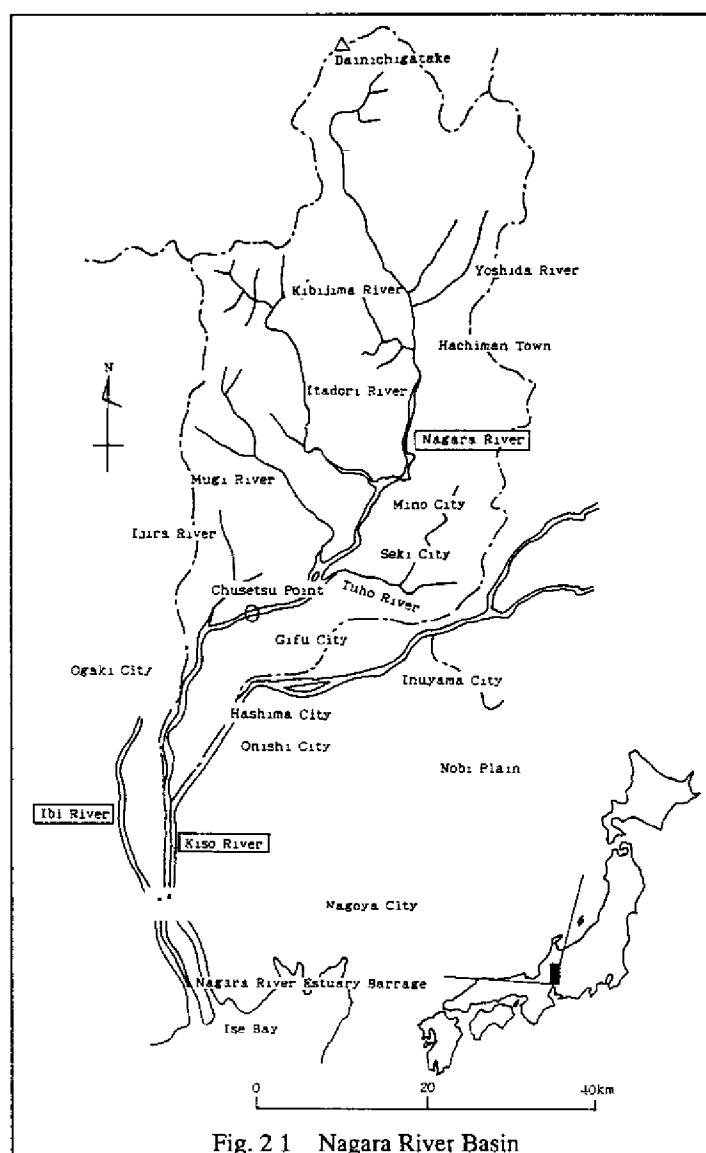 Dainichigatake
Yoshida River
Kibijima River
Hachiman Town
Itadori River
N
Nagara River
Mugi River
Mino City
Ijira River
Seki City
Chusetsu Point
Tuho River
Gifu City
Ogaki City
Inuyama City
Hashima City
Onishi City
Nobi Plain
Ibi River
Kiso River
Nagoya City
Nagara River Estuary Barrage
Ise Bay
0 20 40km
Fig. 2 1 Nagara River Basin